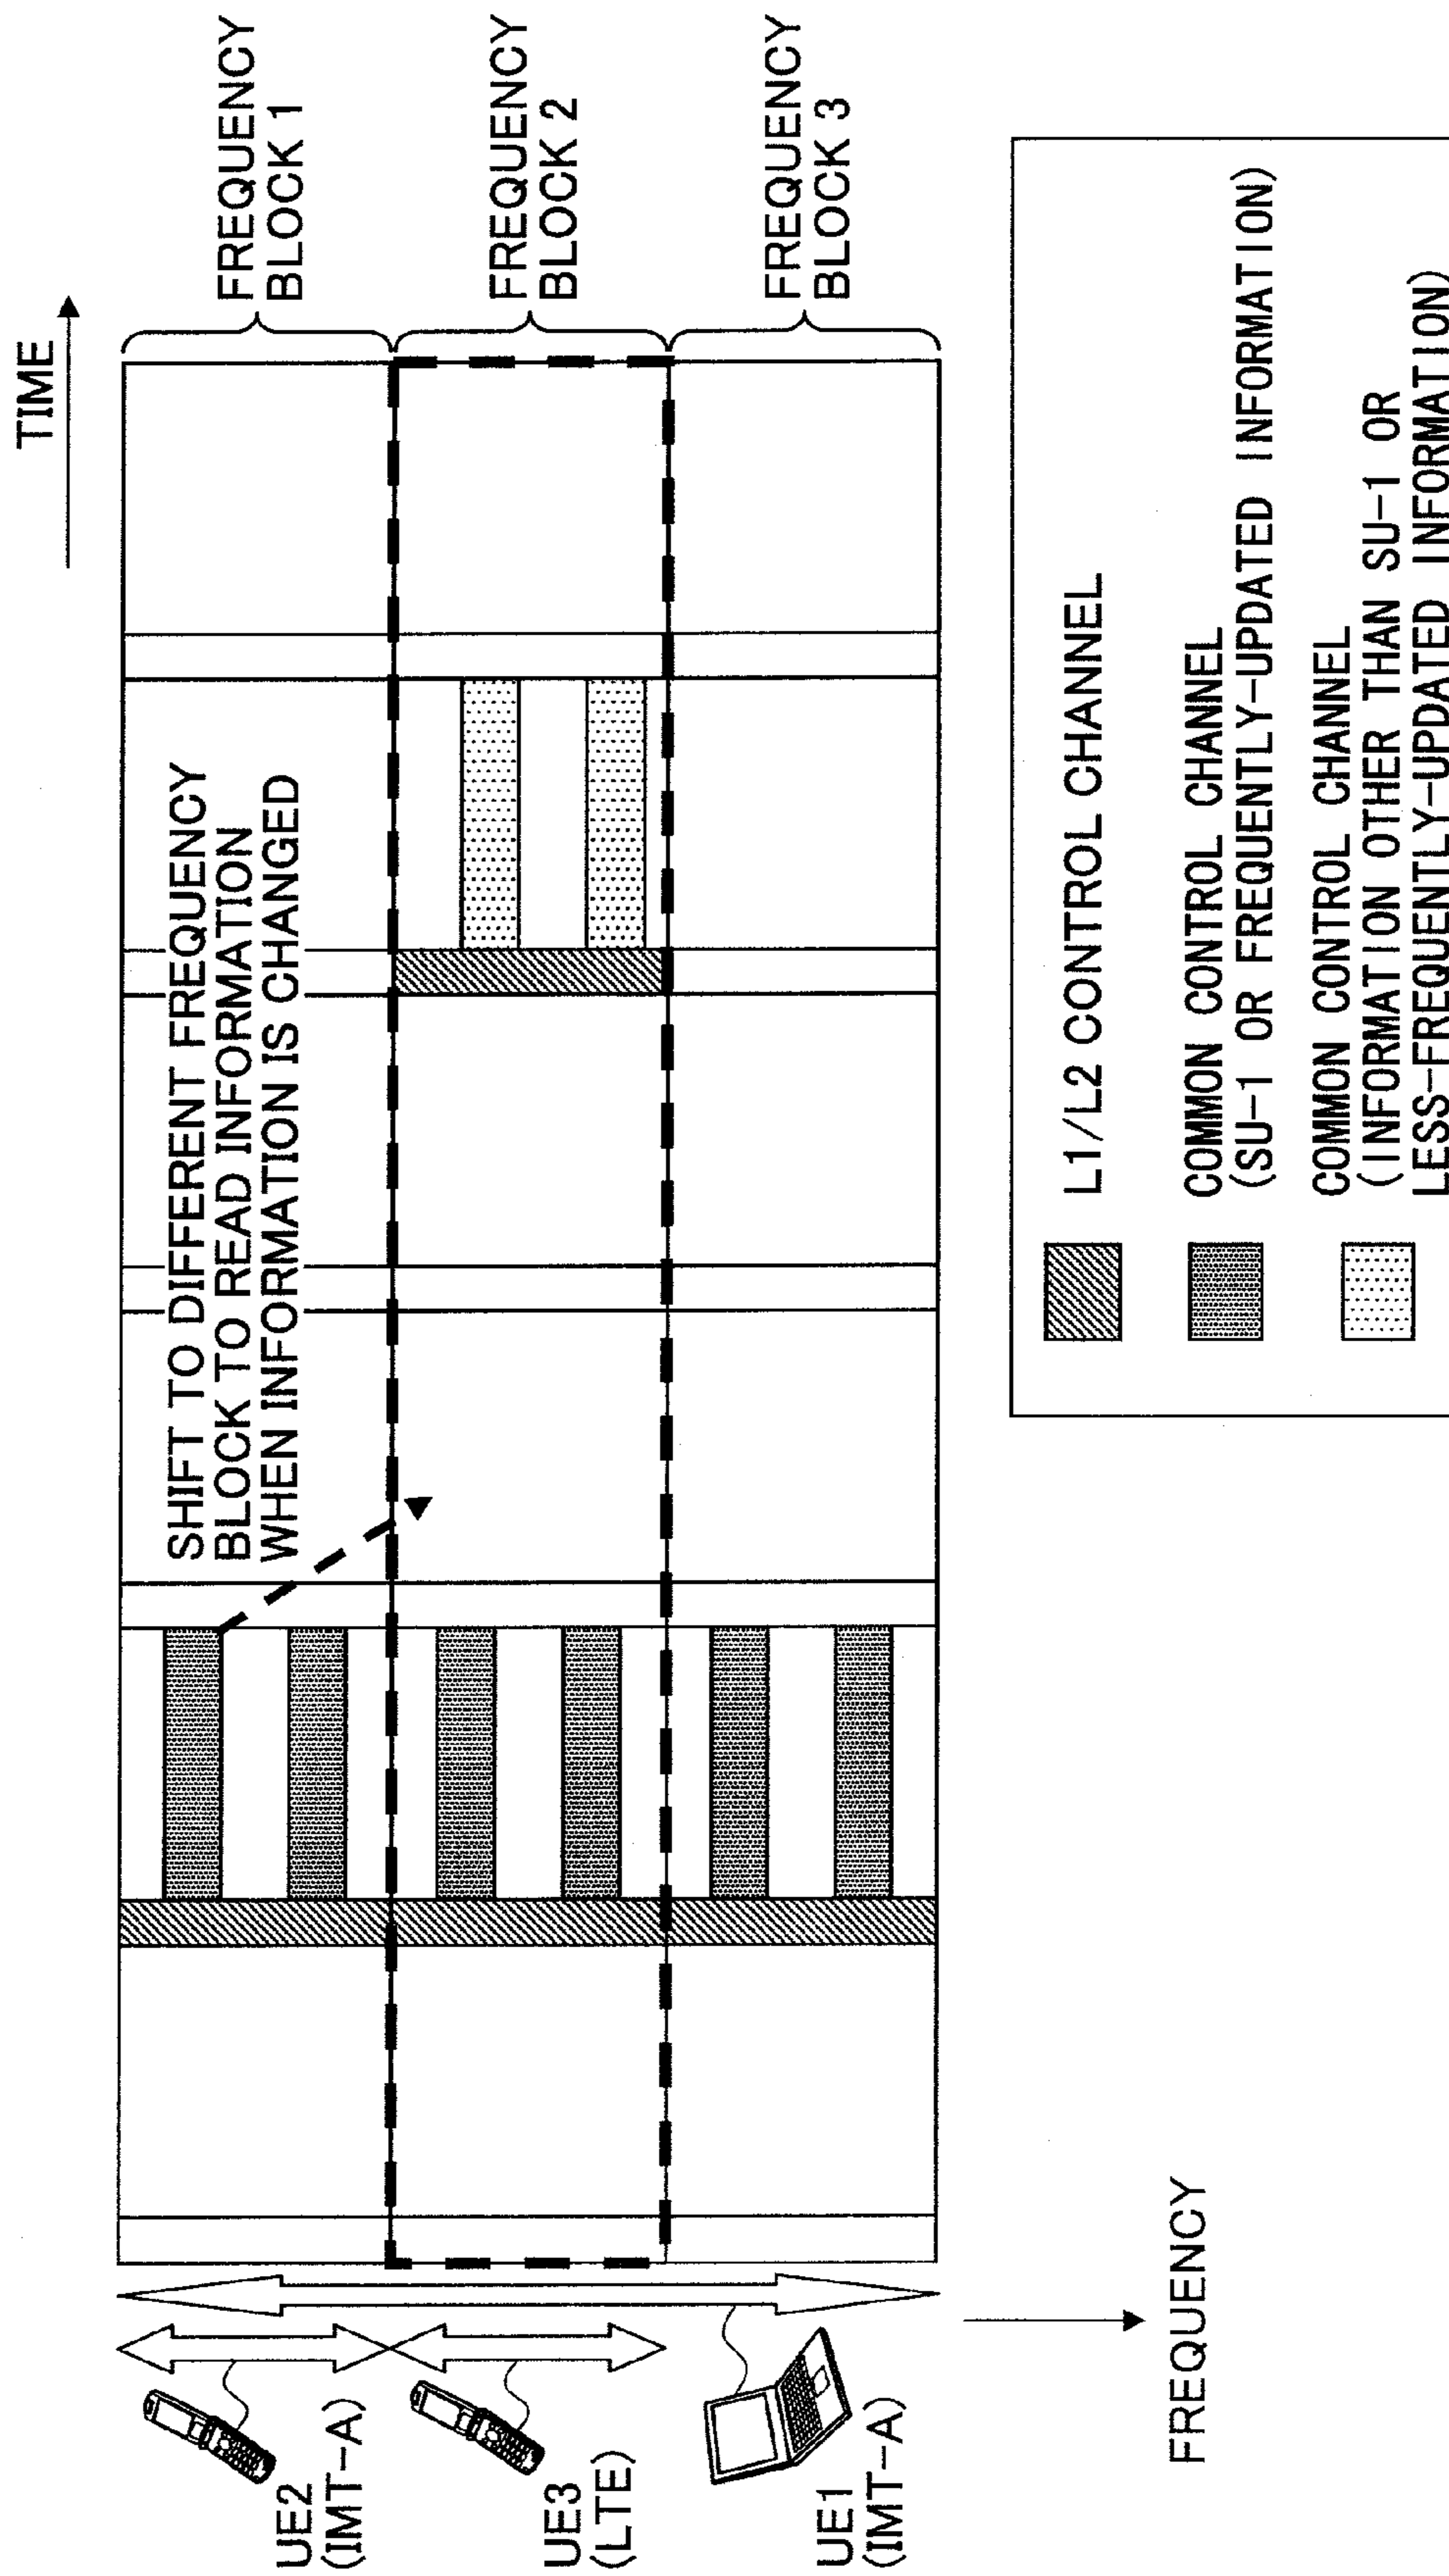 TIME
FREQUENCY
BLOCK 1
FREQUENCY
BLOCK 2
FREQUENCY
BLOCK 3
SHIFT TO DIFFERENT FREQUENCY
BLOCK TO READ INFORMATION
WHEN INFORMATION IS CHANGED
UE2
(IMT-A)
UE3
(LTE)
UE1
(IMT-A)
FREQUENCY
L1/L2 CONTROL CHANNEL
COMMON CONTROL CHANNEL
(SU-1 OR FREQUENTLY-UPDATED INFORMATION)
COMMON CONTROL CHANNEL
(INFORMATION OTHER THAN SU-1 OR
LESS-FREQUENTLY-UPDATED INFORMATION)